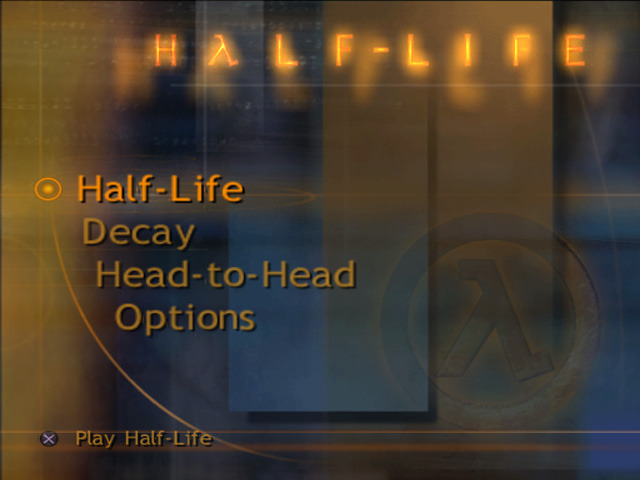 HλLF-LIFE
Half-Life
Decay
Head-to-Head
Options
Play Half-Life